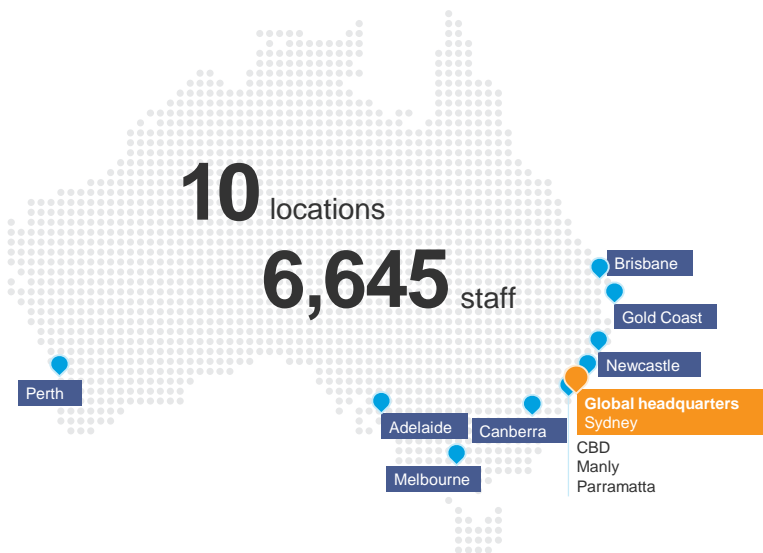 10 locations
6,645 staff
Brisbane
Gold Coast
Newcastle
Perth
Global headquarters
Sydney
Adelaide
Canberra
CBD
Manly
Melbourne
Parramatta